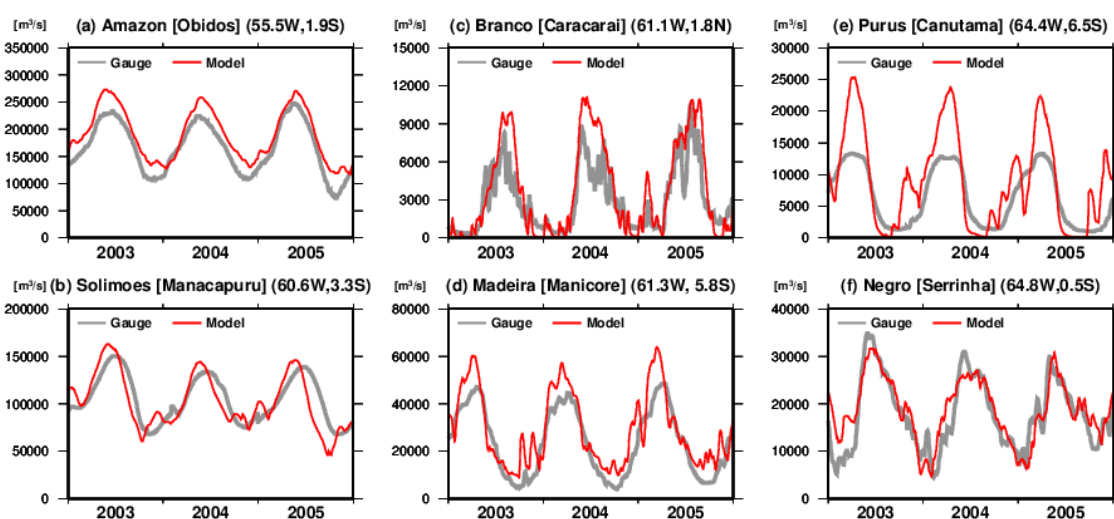 [m³/s] (a) Amazon [Obidos] (55.5W,1.9S)
350000
300000
250000
200000
150000
100000
50000
0
Gauge Model
2003 2004 2005
[m³/s] (c) Branco [Caracarai] (61.1W,1.8N)
15000
12000
9000
6000
3000
0
Gauge Model
2003 2004 2005
[m³/s] (e) Purus [Canutama] (64.4W,6.5S)
30000
25000
20000
15000
10000
5000
0
Gauge Model
2003 2004 2005
[m³/s] (b) Solimoes [Manacapuru] (60.6W,3.3S)
200000
150000
100000
50000
0
Gauge Model
2003 2004 2005
[m³/s] (d) Madeira [Manicore] (61.3W, 5.8S)
80000
60000
40000
20000
0
Gauge Model
2003 2004 2005
[m³/s] (f) Negro [Serrinha] (64.8W,0.5S)
40000
30000
20000
10000
0
Gauge Model
2003 2004 2005